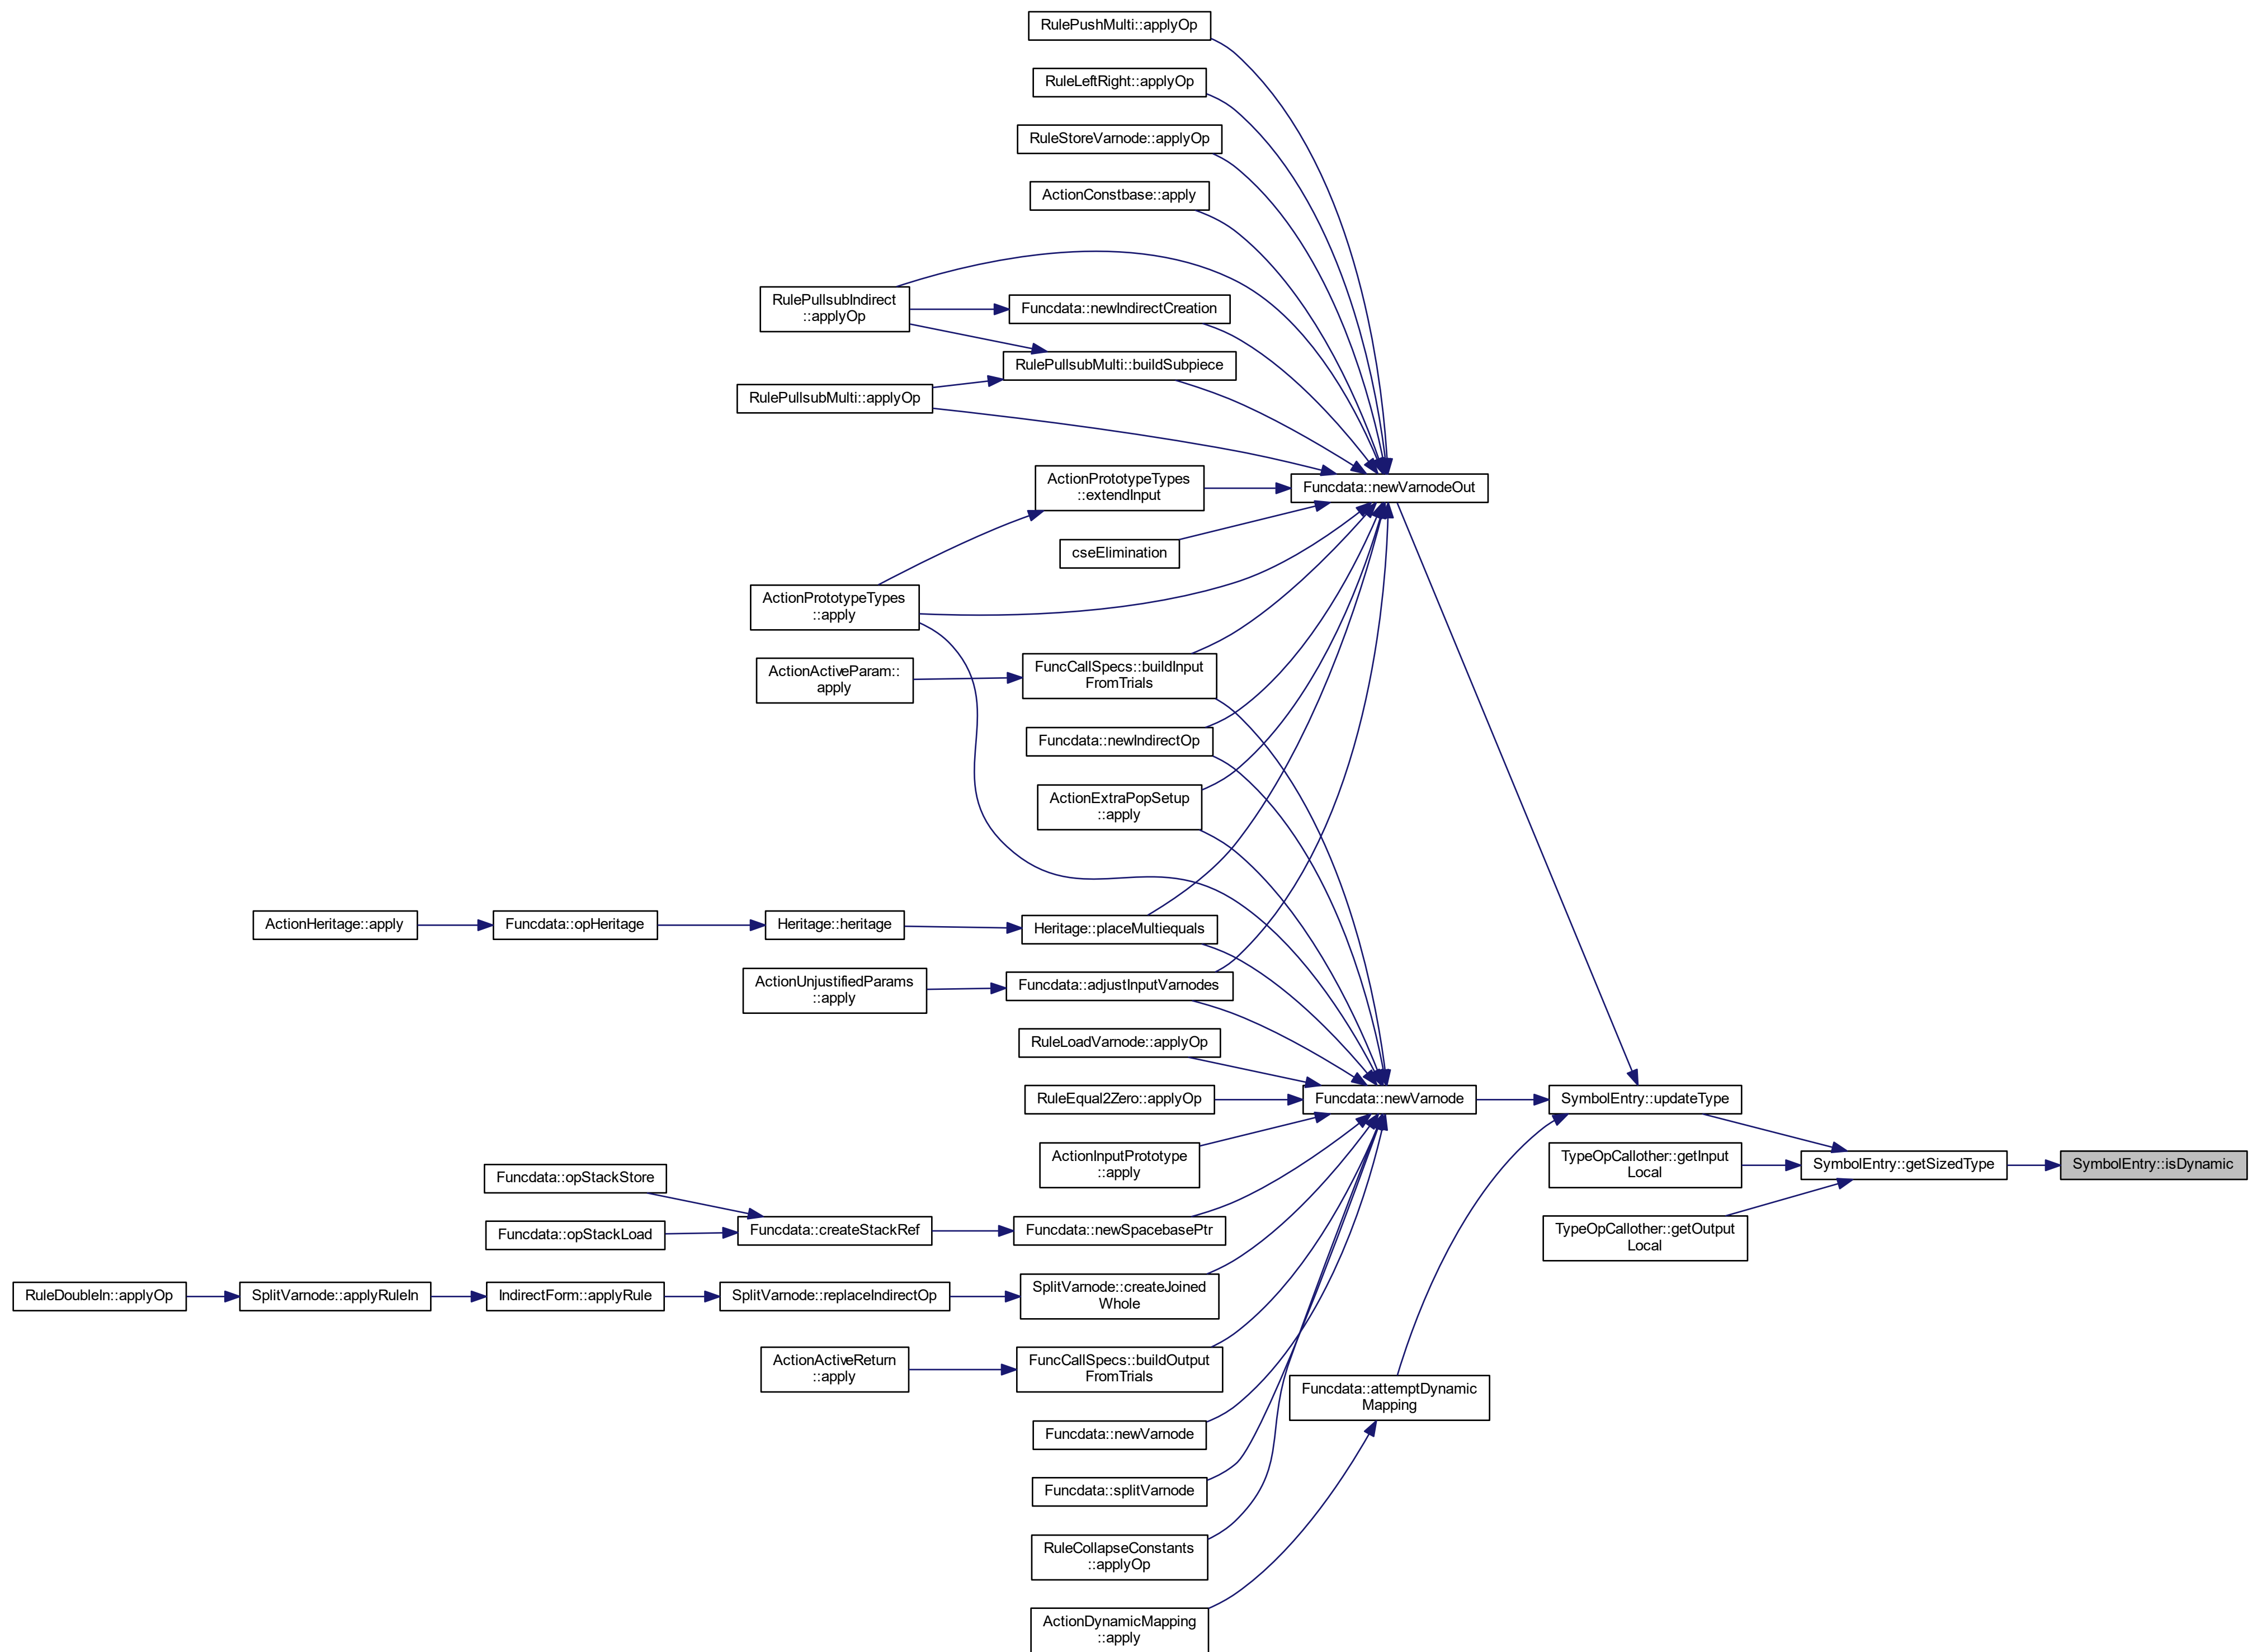 RulePushMulti::applyOp
RuleLeftRight::applyOp
RuleStoreVarnode::applyOp
ActionConstbase::apply
RulePullsubIndirect
::applyOp
Funcdata::newIndirectCreation
RulePullsubMulti::buildSubpiece
RulePullsubMulti::applyOp
ActionPrototypeTypes
::extendInput
Funcdata::newVarnodeOut
cseElimination
ActionPrototypeTypes
::apply
ActionActiveParam::
apply
FuncCallSpecs::buildInput
FromTrials
Funcdata::newIndirectOp
ActionExtraPopSetup
::apply
ActionHeritage::apply
Funcdata::opHeritage
Heritage::heritage
Heritage::placeMultiequals
ActionUnjustifiedParams
::apply
Funcdata::adjustInputVarnodes
RuleLoadVarnode::applyOp
RuleEqual2Zero::applyOp
Funcdata::newVarnode
SymbolEntry::updateType
ActionInputPrototype
::apply
TypeOpCallother::getInput
Local
SymbolEntry::getSizedType
SymbolEntry::isDynamic
Funcdata::opStackStore
Funcdata::opStackLoad
Funcdata::createStackRef
Funcdata::newSpacebasePtr
TypeOpCallother::getOutput
Local
RuleDoubleIn::applyOp
SplitVarnode::applyRuleIn
IndirectForm::applyRule
SplitVarnode::replaceIndirectOp
SplitVarnode::createJoined
Whole
ActionActiveReturn
::apply
FuncCallSpecs::buildOutput
FromTrials
Funcdata::attemptDynamic
Mapping
Funcdata::newVarnode
Funcdata::splitVarnode
RuleCollapseConstants
::applyOp
ActionDynamicMapping
::apply